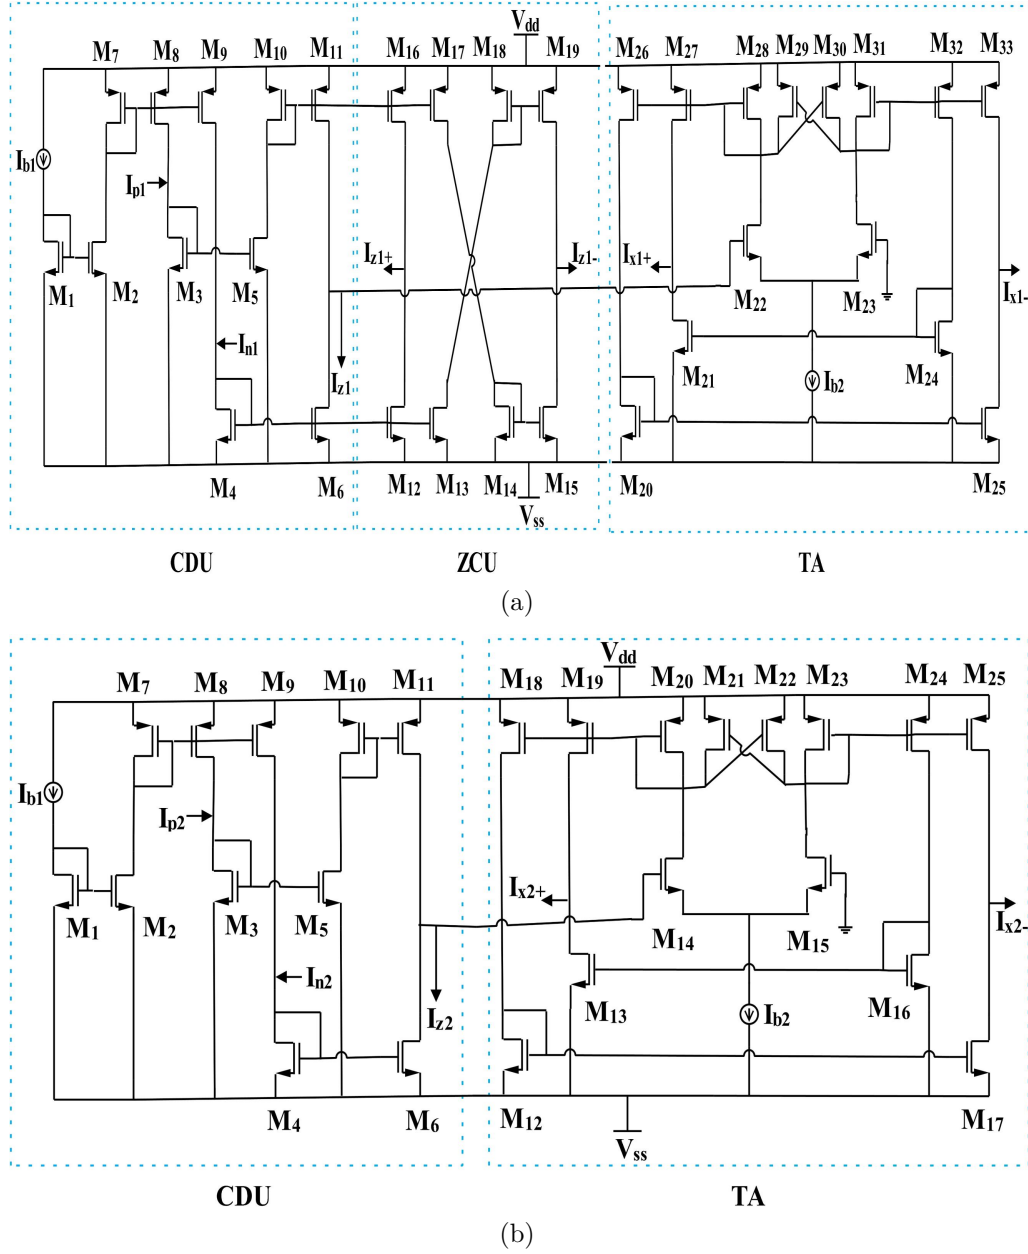 Vdd
M7 M8 M9 M10 M11 M16 M17 M18 M19 M26 M27 M28 M29 M30 M31 M32 M33
Ib1
Ip1
Iz1+ Iz1- Ix1+
M1 M2 M3 M5 M22 M23 Ix1-
In1
Iz1 M21 Ib2 M24
M4 M6 M12 M13 M14 M15 M20 M25
Vss
CDU ZCU TA
(a)
Vdd
M7 M8 M9 M10 M11 M18 M19 M20 M21 M22 M23 M24 M25
Ib1
Ip2
Ix2+
M1 M2 M3 M5 M14 M15 Ix2-
In2
Iz2 M13 Ib2 M16
M4 M6 M12 M17
Vss
CDU TA
(b)